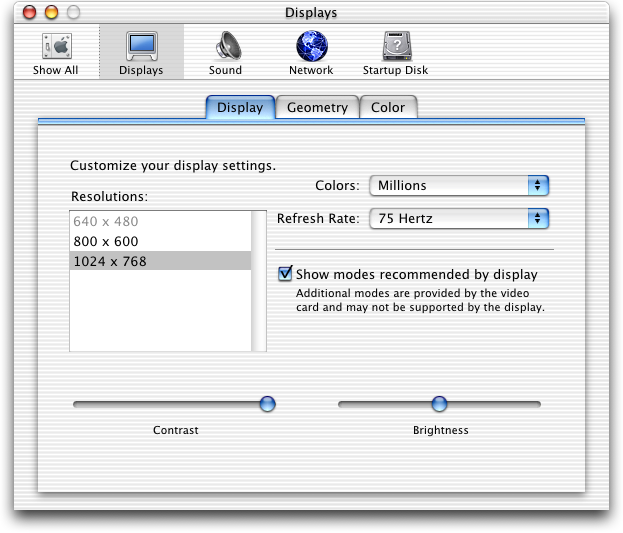 Displays
Show All
Displays
Sound
Network
Startup Disk
Display
Geometry
Color
Customize your display settings.
Resolutions:
640 x 480
800 x 600
1024 x 768
Colors:
Millions
Refresh Rate:
75 Hertz
Show modes recommended by display
Additional modes are provided by the video
card and may not be supported by the display.
Contrast
Brightness